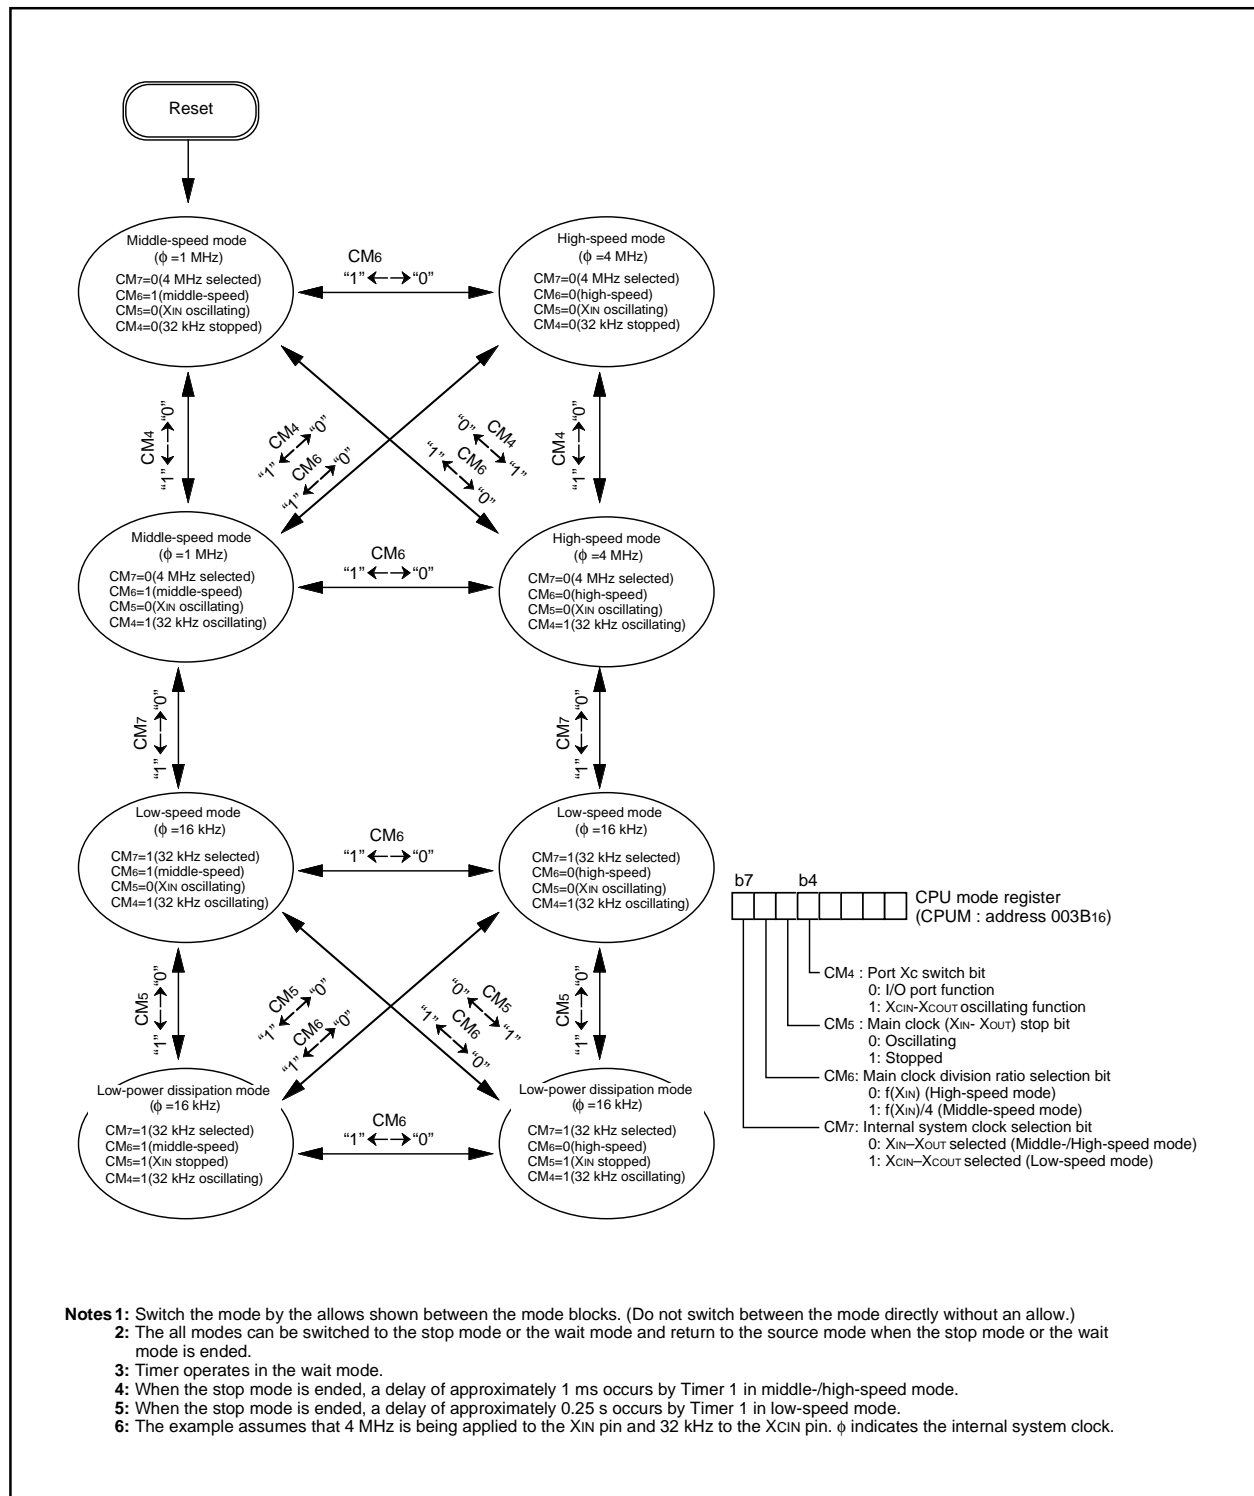 Reset
Middle-speed mode
(ϕ =1 MHz)
CM7=0(4 MHz selected)
CM6=1(middle-speed)
CM5=0(XIN oscillating)
CM4=0(32 kHz stopped)
CM6
“1” ←→ “0”
High-speed mode
(ϕ =4 MHz)
CM7=0(4 MHz selected)
CM6=0(high-speed)
CM5=0(XIN oscillating)
CM4=0(32 kHz stopped)
CM4
“1” ←→ “0”
CM4
“1” ←→ “0”
CM6
“1” ←→ “0”
CM4
“0” ←→ “1”
CM6
“1” ←→ “0”
CM4
“1” ←→ “0”
Middle-speed mode
(ϕ =1 MHz)
CM7=0(4 MHz selected)
CM6=1(middle-speed)
CM5=0(XIN oscillating)
CM4=1(32 kHz oscillating)
CM6
“1” ←→ “0”
High-speed mode
(ϕ =4 MHz)
CM7=0(4 MHz selected)
CM6=0(high-speed)
CM5=0(XIN oscillating)
CM4=1(32 kHz oscillating)
CM7
“1” ←→ “0”
CM7
“1” ←→ “0”
Low-speed mode
(ϕ =16 kHz)
CM7=1(32 kHz selected)
CM6=1(middle-speed)
CM5=0(XIN oscillating)
CM4=1(32 kHz oscillating)
CM6
“1” ←→ “0”
Low-speed mode
(ϕ =16 kHz)
CM7=1(32 kHz selected)
CM6=0(high-speed)
CM5=0(XIN oscillating)
CM4=1(32 kHz oscillating)
CM5
“1” ←→ “0”
CM5
“1” ←→ “0”
CM6
“1” ←→ “0”
CM5
“0” ←→ “1”
CM6
“1” ←→ “0”
CM5
“1” ←→ “0”
Low-power dissipation mode
(ϕ =16 kHz)
CM7=1(32 kHz selected)
CM6=1(middle-speed)
CM5=1(XIN stopped)
CM4=1(32 kHz oscillating)
CM6
“1” ←→ “0”
Low-power dissipation mode
(ϕ =16 kHz)
CM7=1(32 kHz selected)
CM6=0(high-speed)
CM5=1(XIN stopped)
CM4=1(32 kHz oscillating)
b7 b4
CPU mode register
(CPUM : address 003B16)
CM4 : Port Xc switch bit
0: I/O port function
1: XCIN-XCOUT oscillating function
CM5 : Main clock (XIN- XOUT) stop bit
0: Oscillating
1: Stopped
CM6: Main clock division ratio selection bit
0: f(XIN) (High-speed mode)
1: f(XIN)/4 (Middle-speed mode)
CM7: Internal system clock selection bit
0: XIN–XOUT selected (Middle-/High-speed mode)
1: XCIN–XCOUT selected (Low-speed mode)
Notes 1: Switch the mode by the allows shown between the mode blocks. (Do not switch between the mode directly without an allow.)
2: The all modes can be switched to the stop mode or the wait mode and return to the source mode when the stop mode or the wait
mode is ended.
3: Timer operates in the wait mode.
4: When the stop mode is ended, a delay of approximately 1 ms occurs by Timer 1 in middle-/high-speed mode.
5: When the stop mode is ended, a delay of approximately 0.25 s occurs by Timer 1 in low-speed mode.
6: The example assumes that 4 MHz is being applied to the XIN pin and 32 kHz to the XCIN pin. ϕ indicates the internal system clock.